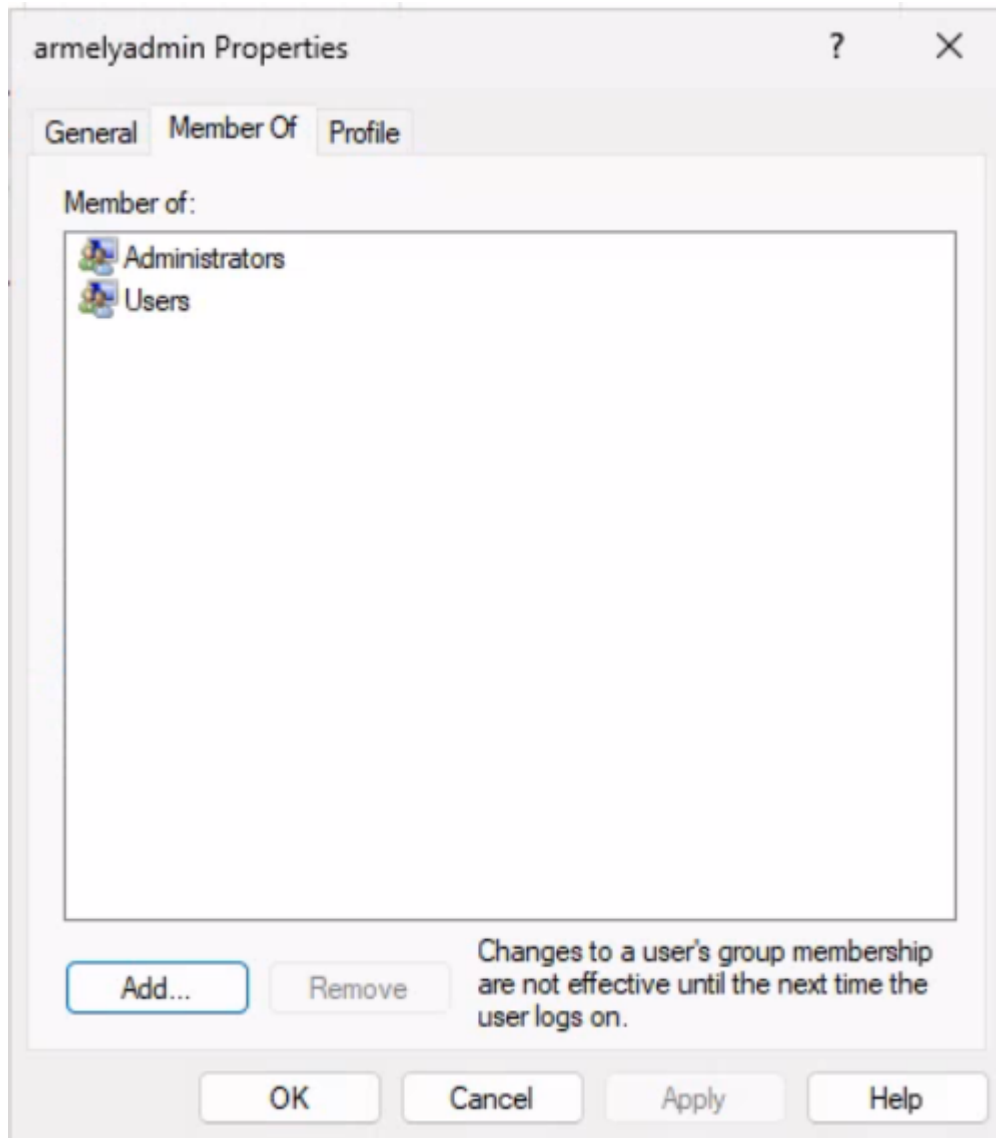 armelyadmin Properties
?
General
Member Of
Profile
Member of:
Administrators
Users
Add...
Remove
Changes to a user's group membership
are not effective until the next time the
user logs on.
OK
Cancel
Apply
Help